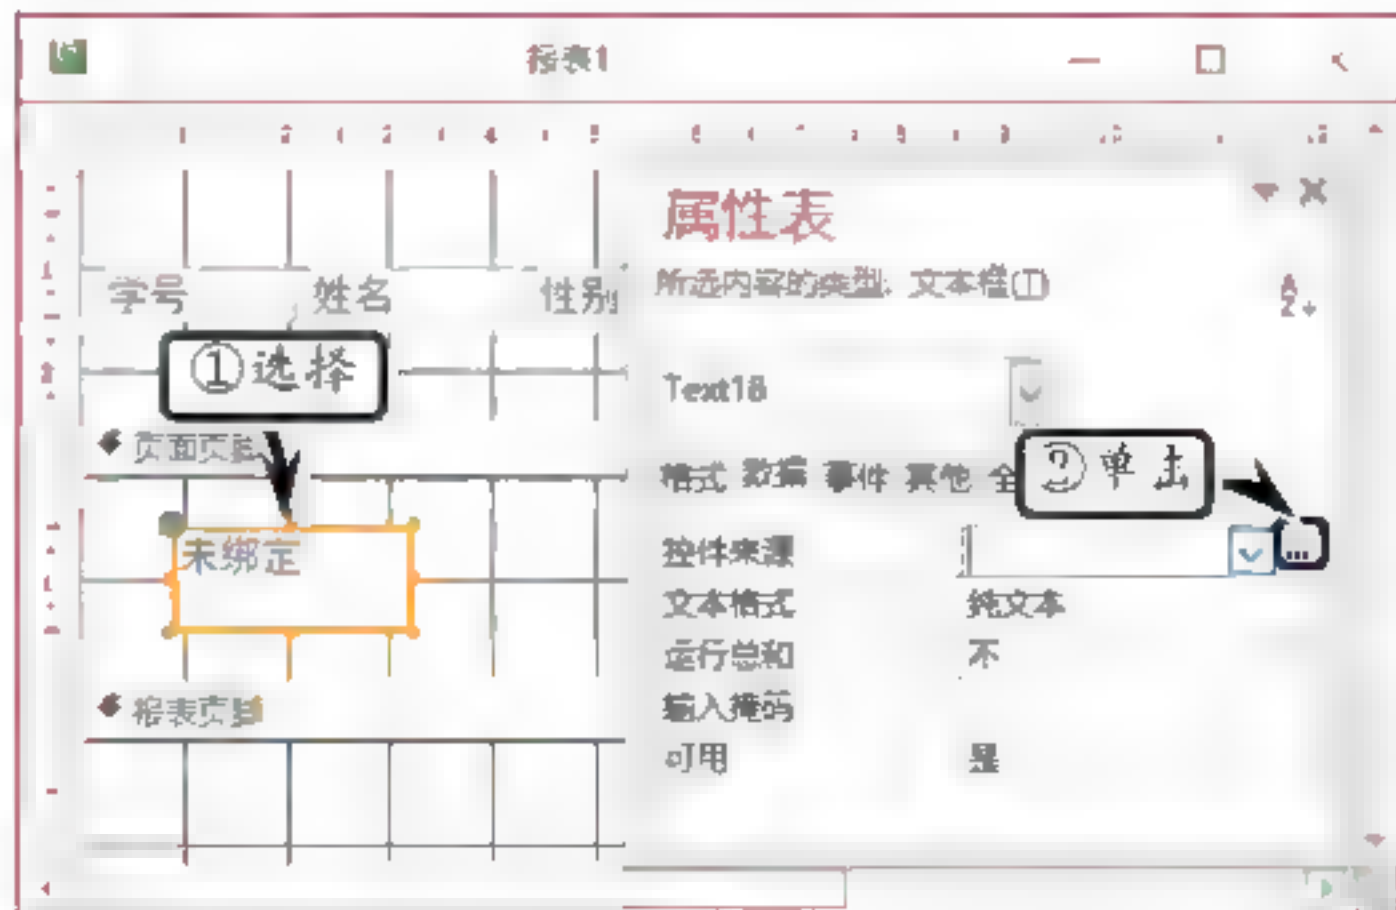 报表1
学号 姓名 性别
①选择
页面页脚
未绑定
报表页脚
属性表
所选内容的类型: 文本框(T)
Text18
格式 数据 事件 其他 全
②单击
控件来源
文本格式 纯文本
运行总和 不
输入掩码
可用 是